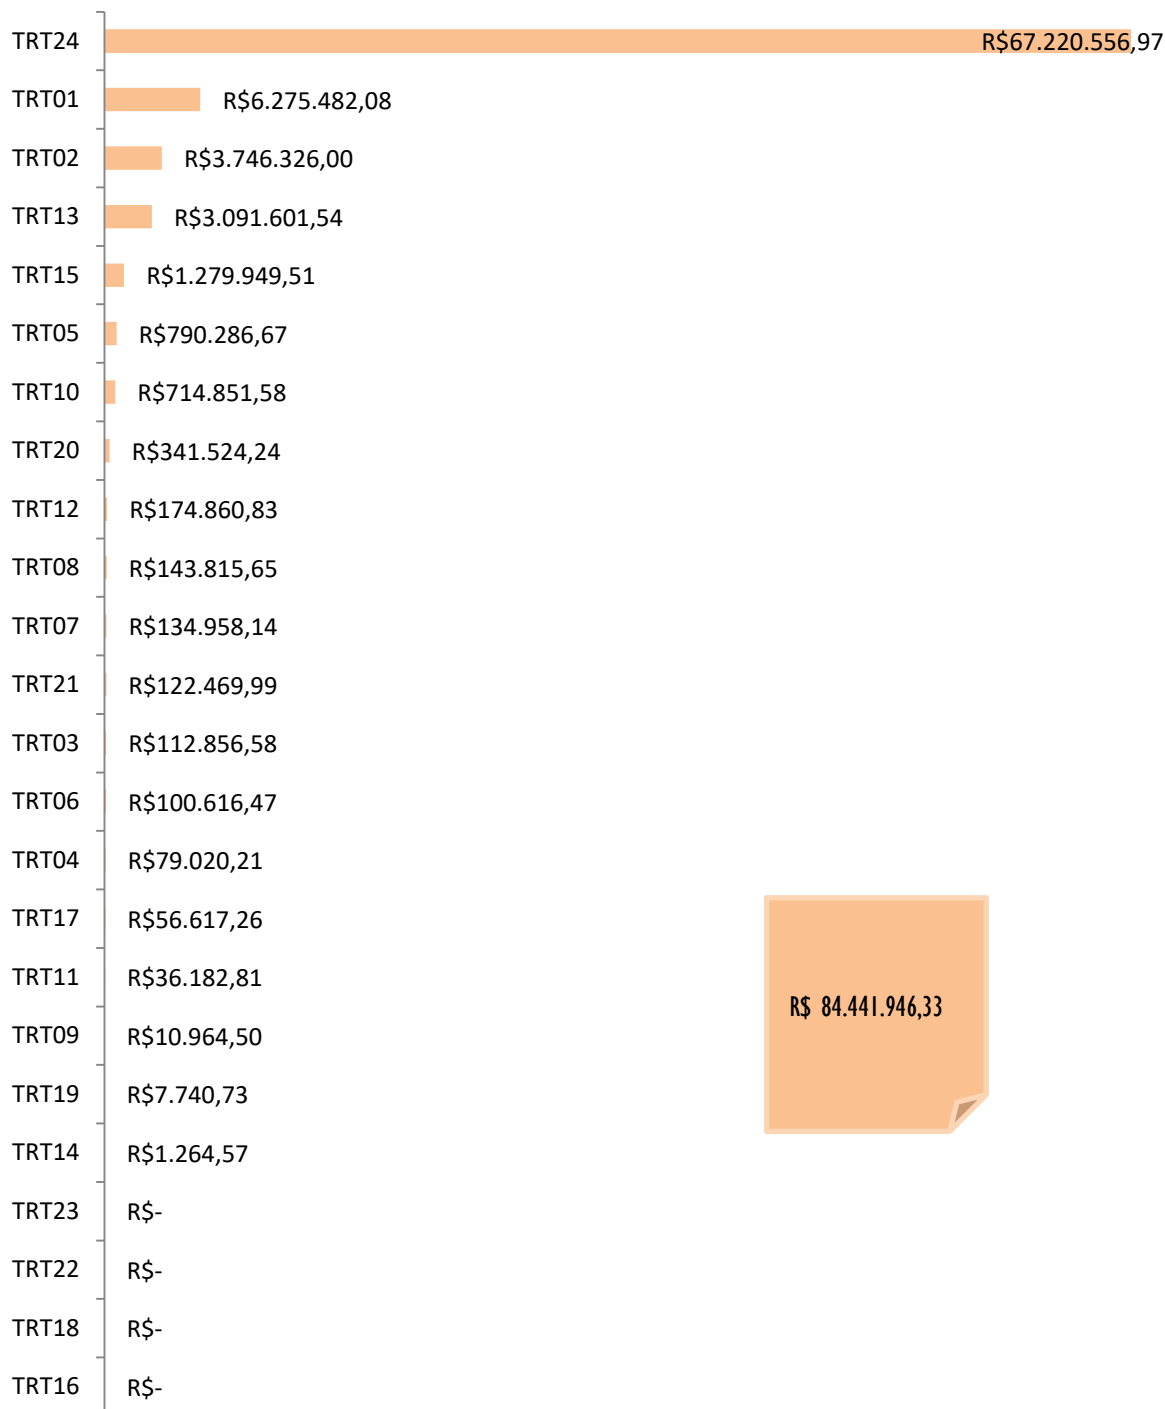 TRT24 R$67.220.556,97
TRT01 R$6.275.482,08
TRT02 R$3.746.326,00
TRT13 R$3.091.601,54
TRT15 R$1.279.949,51
TRT05 R$790.286,67
TRT10 R$714.851,58
TRT20 R$341.524,24
TRT12 R$174.860,83
TRT08 R$143.815,65
TRT07 R$134.958,14
TRT21 R$122.469,99
TRT03 R$112.856,58
TRT06 R$100.616,47
TRT04 R$79.020,21
TRT17 R$56.617,26
TRT11 R$36.182,81
R$ 84.441.946,33
TRT09 R$10.964,50
TRT19 R$7.740,73
TRT14 R$1.264,57
TRT23 R$-
TRT22 R$-
TRT18 R$-
TRT16 R$-